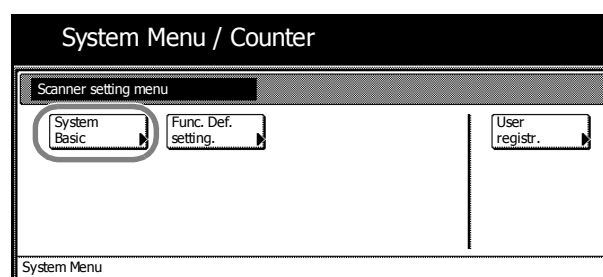 System Menu / Counter
Scanner setting menu
System
Basic
Func. Def.
setting.
User
registr.
System Menu